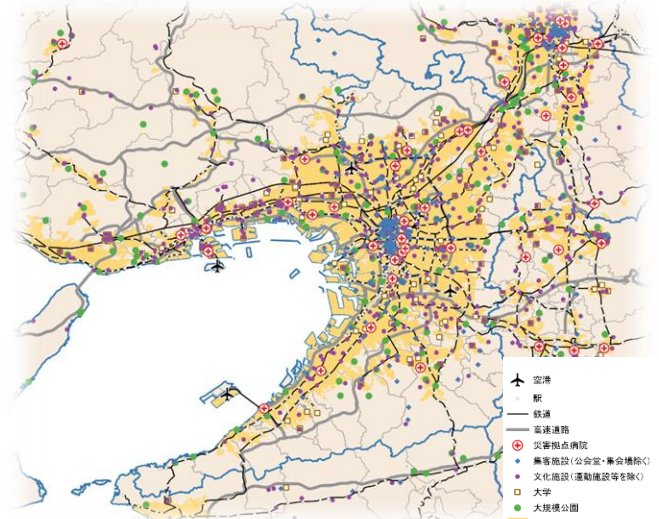 空港
駅
鉄道
高速道路
災害拠点病院
集客施設(公会堂・集会場除く)
文化施設(運動施設等を除く)
大学
大規模公園